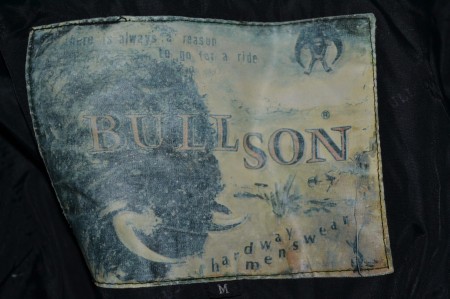 there is always a reason
to go for a ride
BULLSON®
hardway
menswear
M